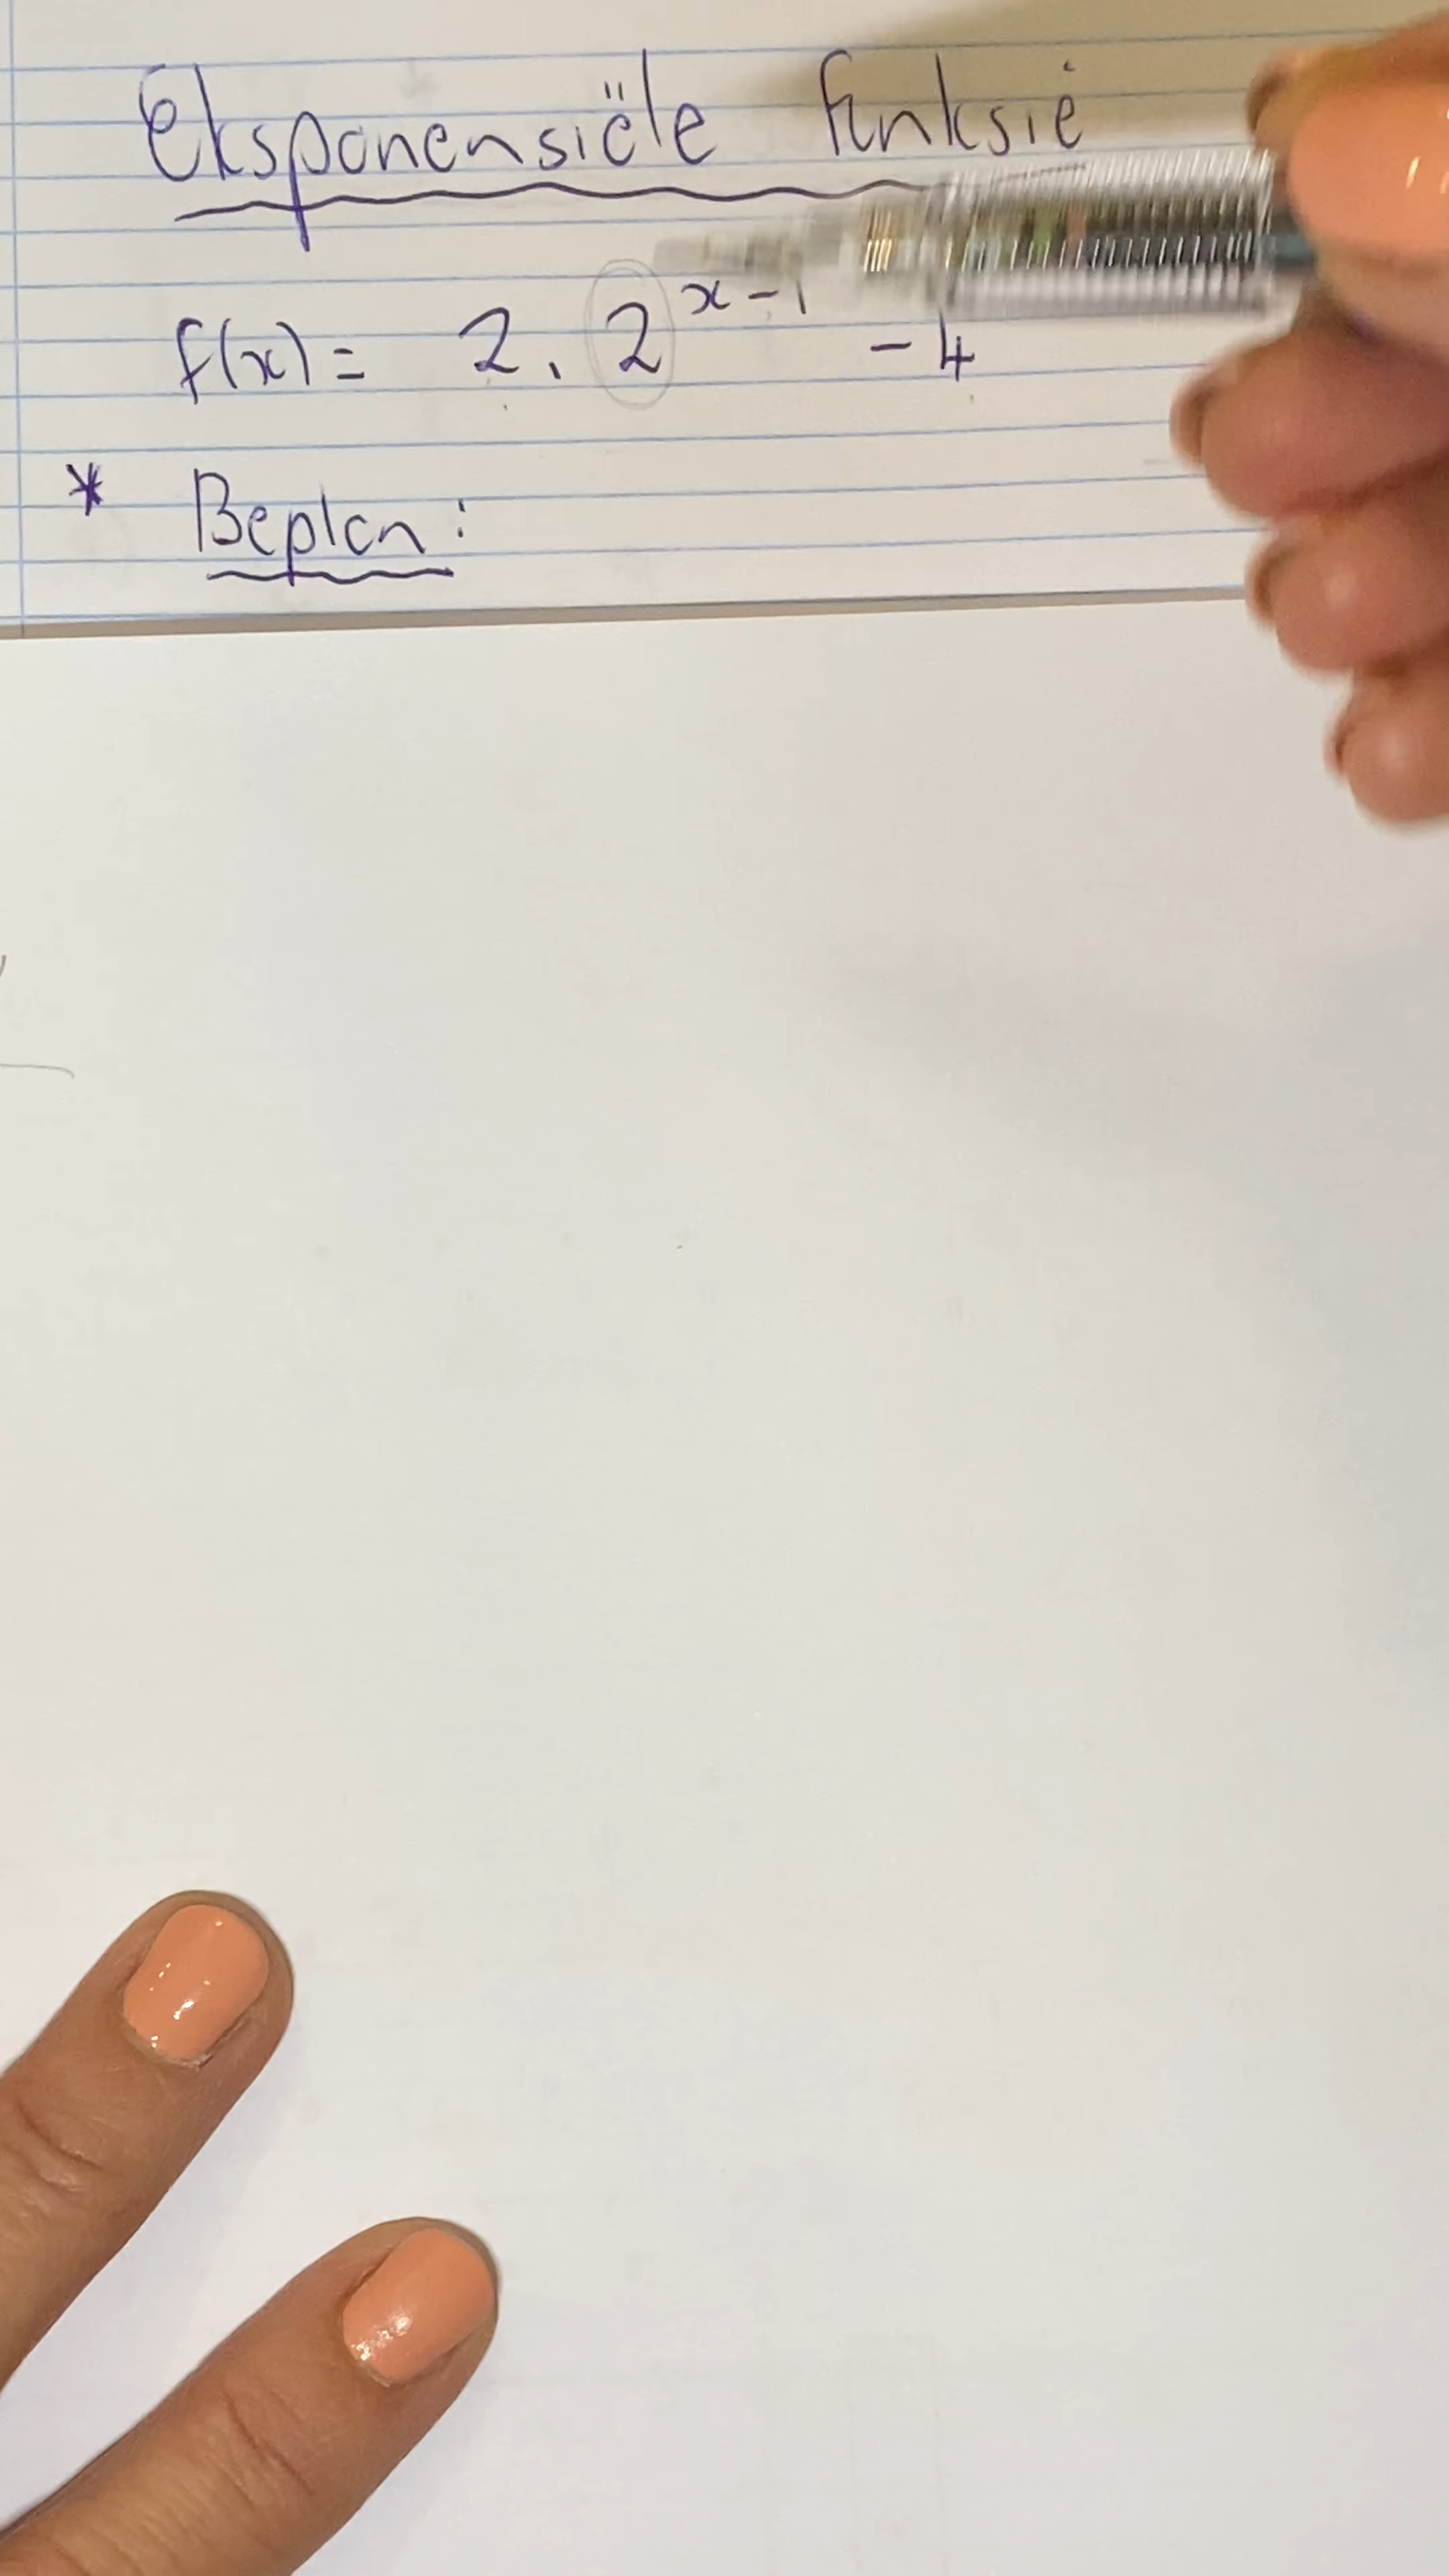 Eksponensiële Funksie
f(x) = 2 . 2^{x-1} - 4
* Beplan: